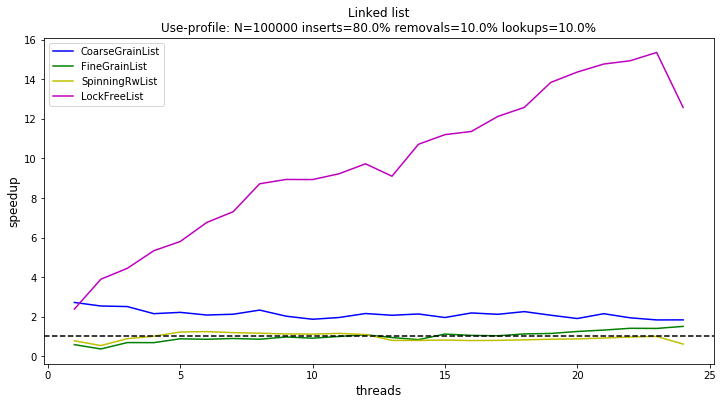 Linked list
Use-profile: N=100000 inserts=80.0% removals=10.0% lookups=10.0%
CoarseGrainList
FineGrainList
SpinningRwList
LockFreeList
speedup
16
14
12
10
8
6
4
2
0
0 5 10 15 20 25
threads